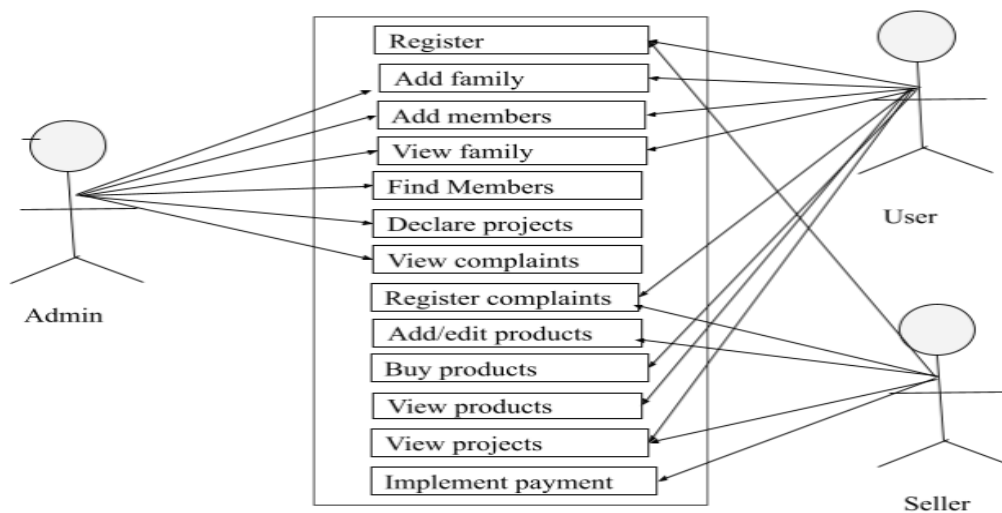 Register
Add family
Add members
View family
Find Members
Declare projects
View complaints
Register complaints
Add/edit products
Buy products
View products
View projects
Implement payment
Admin
User
Seller